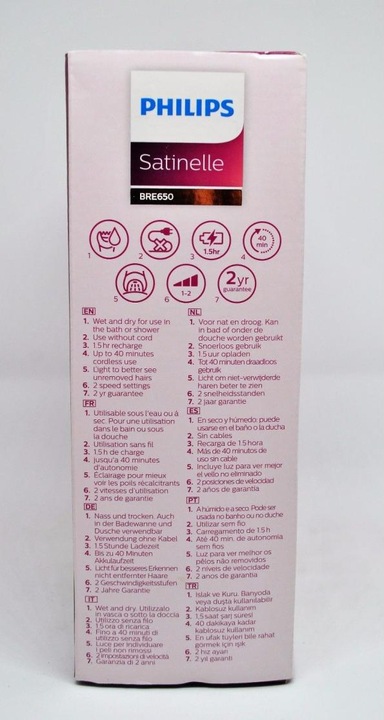 PHILIPS
Satinelle
BRE650
1
2
3
1.5hr
4
40
min
5
6
1-2
7
2yr
guarantee
EN
1. Wet and dry for use in
the bath or shower
2. Use without cord
3. 1.5 hr recharge
4. Up to 40 minutes
cordless use
5. Light to better see
unremoved hairs
6. 2 speed settings
7. 2 yr guarantee
FR
1. Utilisable sous l'eau ou à
sec. Pour une utilisation
dans le bain ou sous
la douche
2. Utilisation sans fil
3. 1.5 h de charge
4. jusqu'a 40 minutes
d'autonomie
5. Éclairage pour mieux
voir les poils récalcitrants
6. 2 vitesses d'utilisation
7. 2 ans de garantie
DE
1. Nass und trocken. Auch
in der Badewanne und
Dusche verwendbar
2. Verwendung ohne Kabel
3. 1.5 Stunde Ladezeit
4. Bis zu 40 Minuten
Akkulaufzeit
5. Licht für besseres Erkennen
nicht entfernter Haare
6. 2 Geschwindigkeitsstufen
7. 2 Jahre Garantie
IT
1. Wet and dry. Utilizzalo
in vasca o sotto la doccia
2. Utilizzo senza filo
3. 1.5 ora di ricarica
4. Fino a 40 minuti di
utilizzo senza filo
5. Luce per individuare
i peli non rimossi
6. 2 impostazioni di velocità
7. Garanzia di 2 anni
NL
1. Voor nat en droog. Kan
in bad of onder de
douche worden gebruikt
2. Snoerloos gebruik
3. 1.5 uur opladen
4. Tot 40 minuten draadloos
gebruik
5. Licht om niet-verwijderde
haren beter te zien
6. 2 snelheidsstanden
7. 2 jaar garantie
ES
1. En seco y húmedo: puede
usarse en el baño o la ducha
2. Sin cables
3. Recarga de 1.5 hora
4. Más de 40 minutos de
uso sin cable
5. Incluye luz para ver mejor
el vello no eliminado
6. 2 posiciones de velocidad
7. 2 años de garantía
PT
1. A húmido e a seco. Pode ser
usada no banho ou no duche
2. Utilizar sem fio
3. Carregamento de 1.5 h
4. Até 40 min. de autonomia
sem fios
5. Luz para ver melhor os
pêlos não removidos
6. 2 níveis de velocidade
7. 2 anos de garantia
TR
1. Islak ve Kuru. Banyoda
veya duşta kullanılabilir
2. Kablosuz kullanım
3. 1.5 saat şarj süresi
4. 40 dakikaya kadar
kablosuz kullanım
5. En ufak tüyleri bile rahat
görmek için ışık
6. 2 hız ayarı
7. 2 yıl garanti